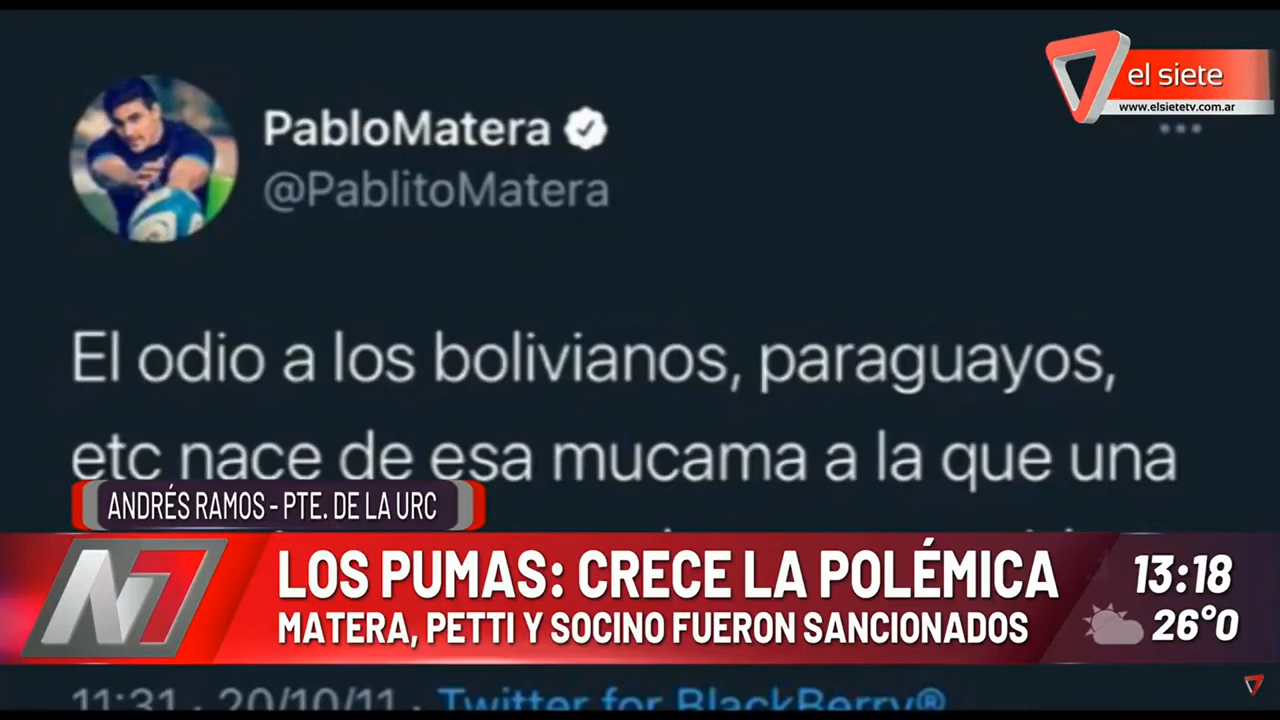 el siete
www.elsietetv.com.ar
PabloMatera
@PablitoMatera
El odio a los bolivianos, paraguayos,
etc nace de esa mucama a la que una
ANDRÉS RAMOS - PTE. DE LA URC
N7
LOS PUMAS: CRECE LA POLÉMICA
MATERA, PETTI Y SOCINO FUERON SANCIONADOS
13:18
26°0
11:31 · 20/10/11 · Twitter for BlackBerry®